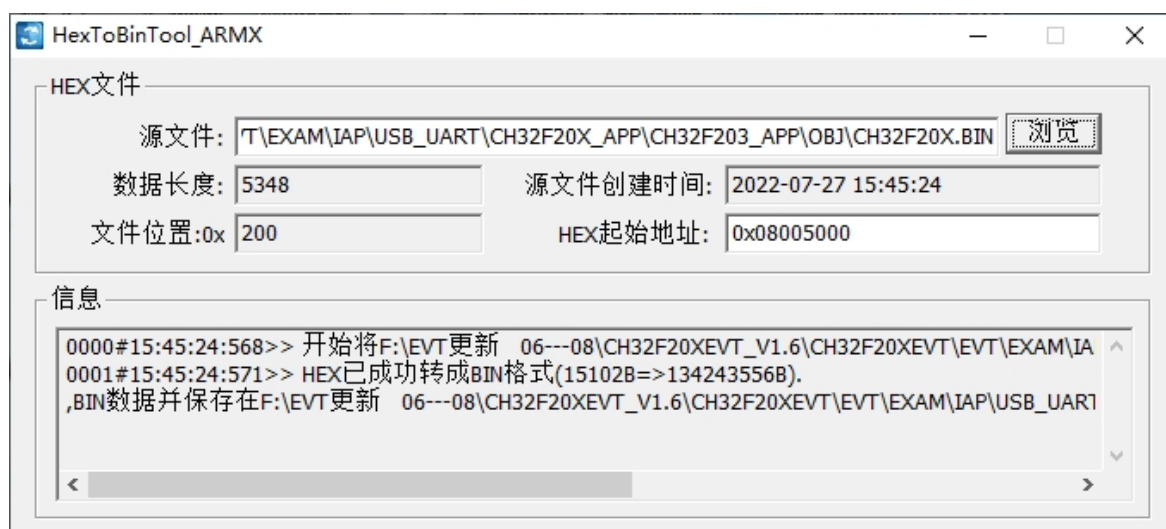 HexToBinTool_ARMX
HEX文件
源文件: T\EXAM\IAP\USB_UART\CH32F20X_APP\CH32F203_APP\OBJ\CH32F20X.BIN 浏览
数据长度: 5348 源文件创建时间: 2022-07-27 15:45:24
文件位置:0x 200 HEX起始地址: 0x08005000
信息
0000#15:45:24:568>> 开始将F:\EVT更新 06---08\CH32F20XEVT_V1.6\CH32F20XEVT\EVT\EXAM\IA
0001#15:45:24:571>> HEX已成功转成BIN格式(15102B=>134243556B).
,BIN数据并保存在F:\EVT更新 06---08\CH32F20XEVT_V1.6\CH32F20XEVT\EVT\EXAM\IAP\USB_UART